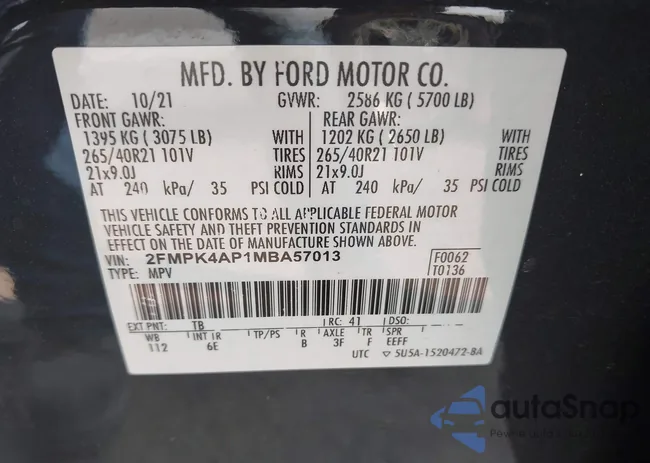 MFD. BY FORD MOTOR CO.
DATE: 10/21 GVWR: 2586 KG ( 5700 LB)
FRONT GAWR: REAR GAWR:
1395 KG ( 3075 LB) WITH 1202 KG ( 2650 LB) WITH
265/40R21 101V TIRES 265/40R21 101V TIRES
21x9.0J RIMS 21x9.0J RIMS
AT 240 kPa/ 35 PSI COLD AT 240 kPa/ 35 PSI COLD
THIS VEHICLE CONFORMS TO ALL APPLICABLE FEDERAL MOTOR
VEHICLE SAFETY AND THEFT PREVENTION STANDARDS IN
EFFECT ON THE DATE OF MANUFACTURE SHOWN ABOVE.
VIN: 2FMPK4AP1MBA57013 F0062
TYPE: MPV T0136
EXT PNT: TB RC: 41 DSO:
WB INT TR TP/PS R AXLE TR SPR
112 6E B 3F F EEFF
UTC ▽ 5U5A-1520472-BA
autoSnap